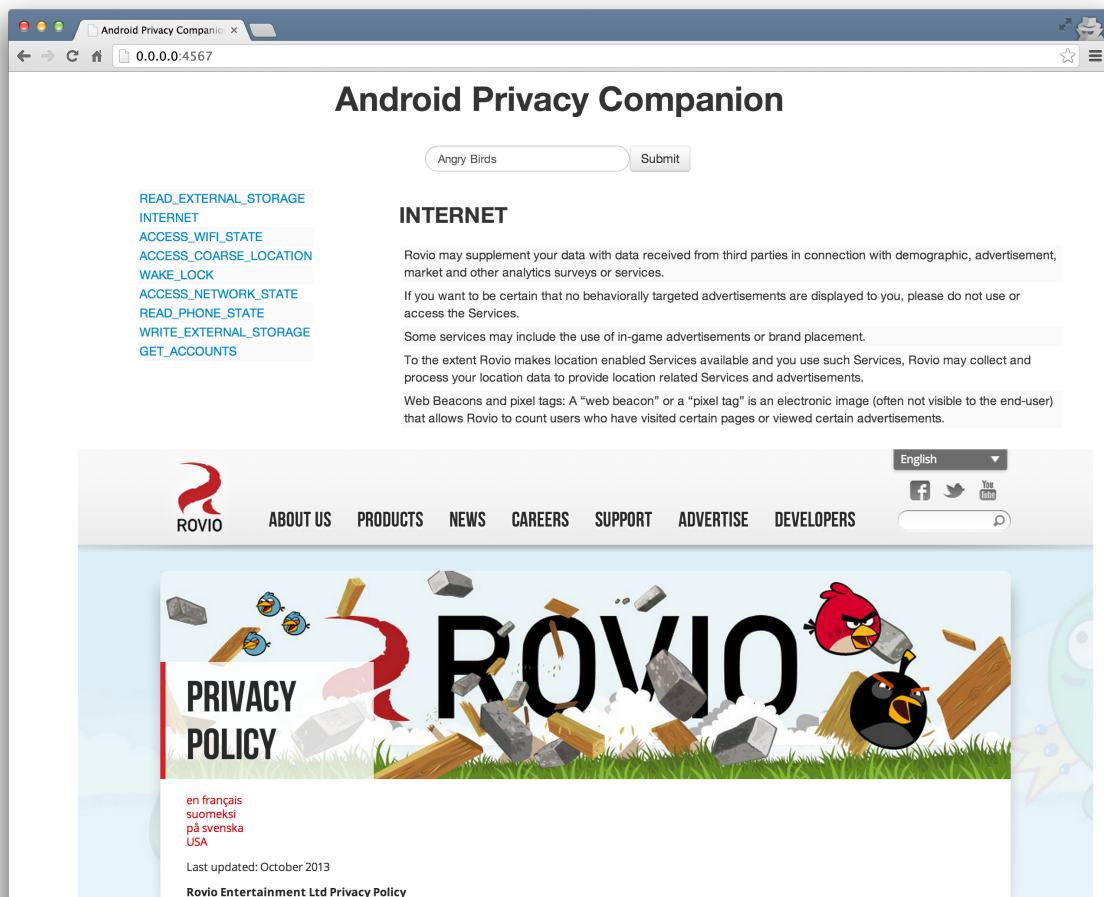 Android Privacy Companio
0.0.0.0:4567
Android Privacy Companion
Angry Birds
Submit
READ_EXTERNAL_STORAGE
INTERNET
ACCESS_WIFI_STATE
ACCESS_COARSE_LOCATION
WAKE_LOCK
ACCESS_NETWORK_STATE
READ_PHONE_STATE
WRITE_EXTERNAL_STORAGE
GET_ACCOUNTS
INTERNET
Rovio may supplement your data with data received from third parties in connection with demographic, advertisement,
market and other analytics surveys or services.
If you want to be certain that no behaviorally targeted advertisements are displayed to you, please do not use or
access the Services.
Some services may include the use of in-game advertisements or brand placement.
To the extent Rovio makes location enabled Services available and you use such Services, Rovio may collect and
process your location data to provide location related Services and advertisements.
Web Beacons and pixel tags: A “web beacon” or a “pixel tag” is an electronic image (often not visible to the end-user)
that allows Rovio to count users who have visited certain pages or viewed certain advertisements.
English
You
Tube
ROVIO
ABOUT US PRODUCTS NEWS CAREERS SUPPORT ADVERTISE DEVELOPERS
ROVIO
PRIVACY
POLICY
en français
suomeksi
på svenska
USA
Last updated: October 2013
Rovio Entertainment Ltd Privacy Policy